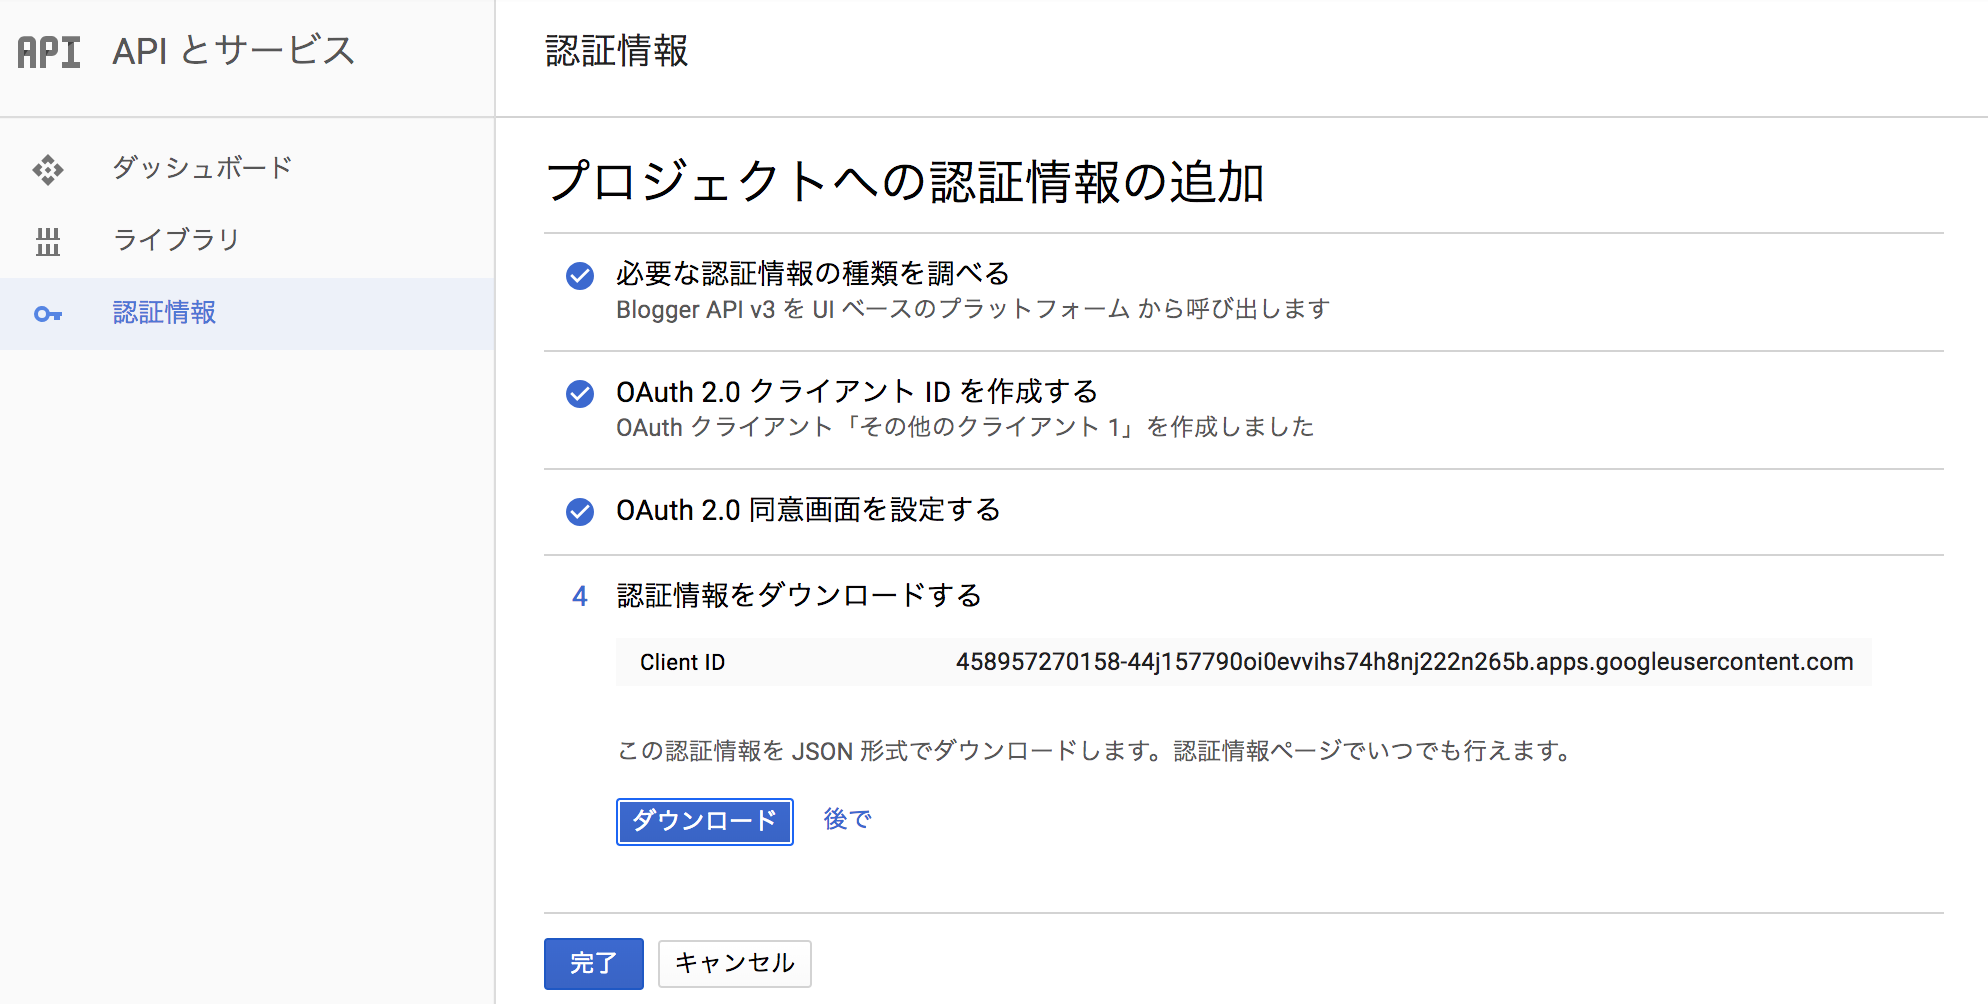 API API とサービス
認証情報
ダッシュボード
ライブラリ
認証情報
プロジェクトへの認証情報の追加
必要な認証情報の種類を調べる
Blogger API v3 を UI ベースのプラットフォーム から呼び出します
OAuth 2.0 クライアント ID を作成する
OAuth クライアント「その他のクライアント 1」を作成しました
OAuth 2.0 同意画面を設定する
4 認証情報をダウンロードする
Client ID 458957270158-44j157790oi0evvihs74h8nj222n265b.apps.googleusercontent.com
この認証情報を JSON 形式でダウンロードします。認証情報ページでいつでも行えます。
ダウンロード 後で
完了 キャンセル